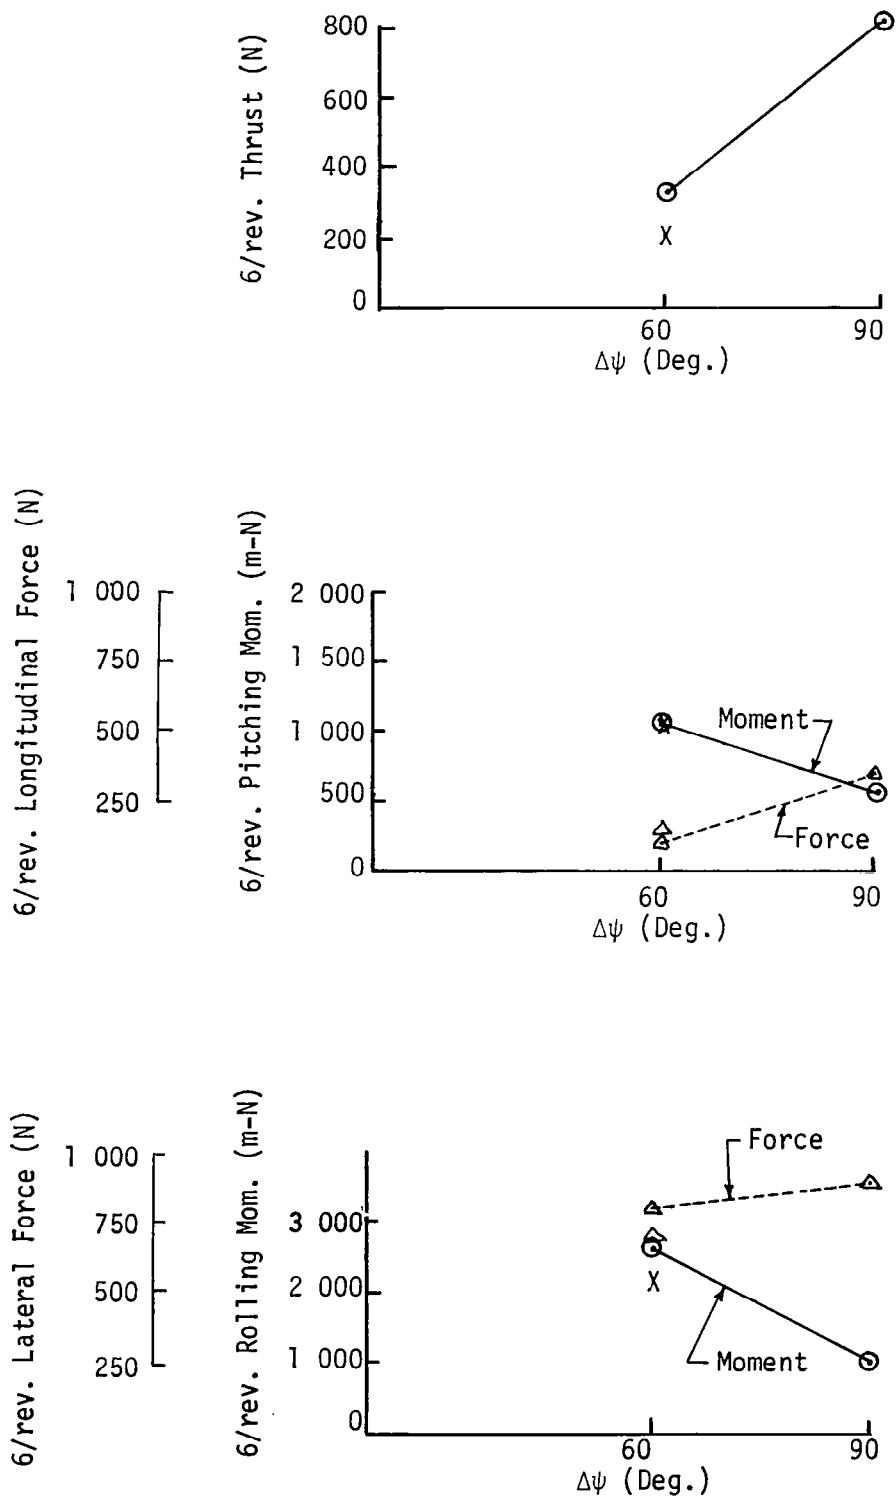 6/rev. Thrust (N)
800
600
400
200
0
60
90
Δψ (Deg.)
6/rev. Longitudinal Force (N)
1 000
750
500
250
6/rev. Pitching Mom. (m-N)
2 000
1 500
1 000
500
0
X
Moment
Force
60
90
Δψ (Deg.)
6/rev. Lateral Force (N)
1 000
750
500
250
6/rev. Rolling Mom. (m-N)
3 000
2 000
1 000
0
X
Force
Moment
60
90
Δψ (Deg.)